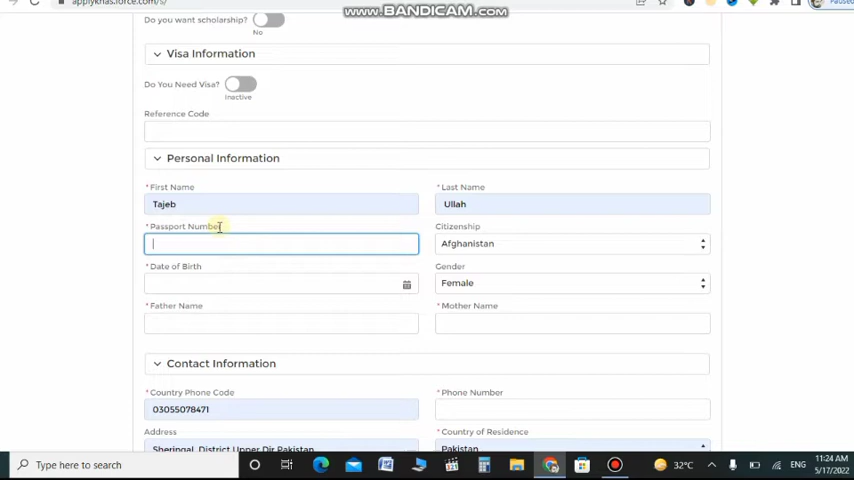 applykhas.force.com/s/
Paused
www.BANDICAM.com
Do you want scholarship?
No
Visa Information
Do You Need Visa?
Inactive
Reference Code
Personal Information
*First Name
*Last Name
Tajeb
Ullah
*Passport Number
Citizenship
Afghanistan
*Date of Birth
Gender
Female
*Father Name
*Mother Name
Contact Information
*Country Phone Code
*Phone Number
03055078471
Address
*Country of Residence
Sheringal, District Upper Dir Pakistan
Pakistan
Type here to search
32°C
ENG
11:24 AM
5/17/2022